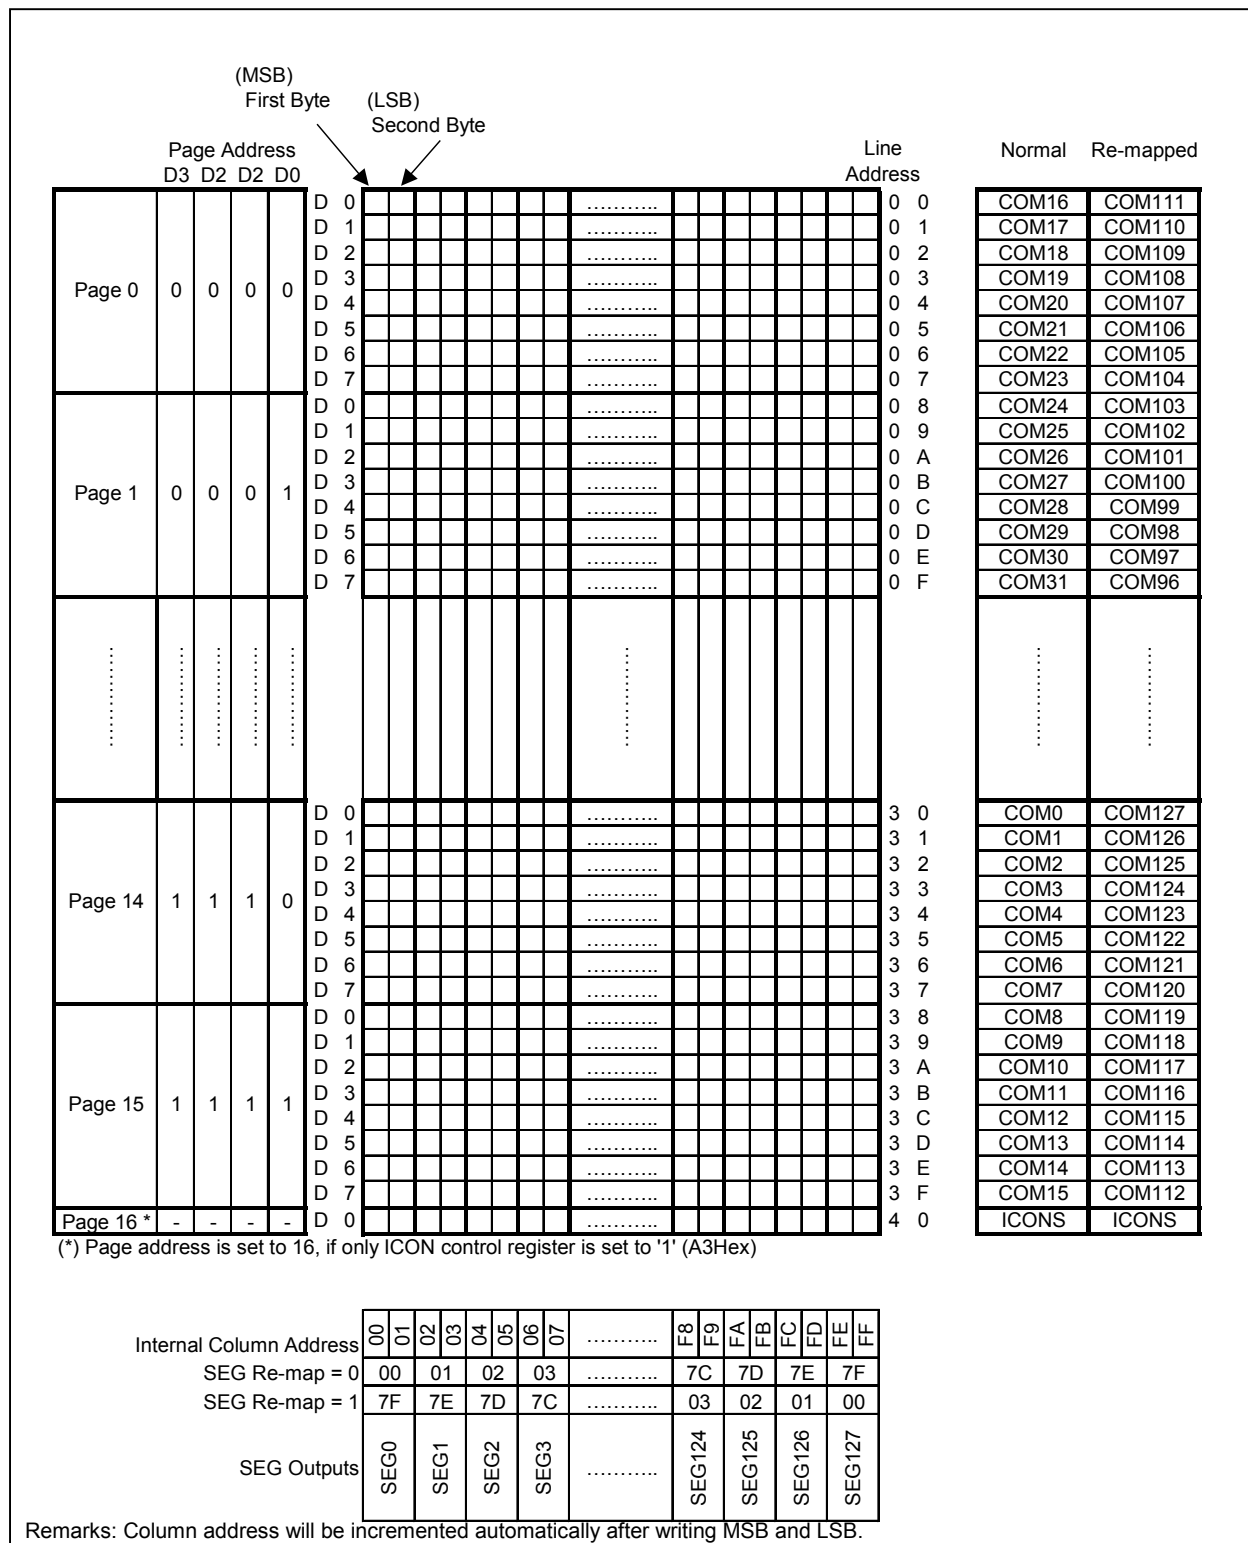 (MSB)
First Byte (LSB)
Second Byte
Page Address Line
D3 D2 D2 D0 Address Normal Re-mapped
D 0 ........... 0 0 COM16 COM111
D 1 ........... 0 1 COM17 COM110
D 2 ........... 0 2 COM18 COM109
D 3 ........... 0 3 COM19 COM108
Page 0 0 0 0 0
D 4 ........... 0 4 COM20 COM107
D 5 ........... 0 5 COM21 COM106
D 6 ........... 0 6 COM22 COM105
D 7 ........... 0 7 COM23 COM104
D 0 ........... 0 8 COM24 COM103
D 1 ........... 0 9 COM25 COM102
D 2 ........... 0 A COM26 COM101
D 3 ........... 0 B COM27 COM100
Page 1 0 0 0 1
D 4 ........... 0 C COM28 COM99
D 5 ........... 0 D COM29 COM98
D 6 ........... 0 E COM30 COM97
D 7 ........... 0 F COM31 COM96
D 0 ........... 3 0 COM0 COM127
D 1 ........... 3 1 COM1 COM126
D 2 ........... 3 2 COM2 COM125
D 3 ........... 3 3 COM3 COM124
Page 14 1 1 1 0
D 4 ........... 3 4 COM4 COM123
D 5 ........... 3 5 COM5 COM122
D 6 ........... 3 6 COM6 COM121
D 7 ........... 3 7 COM7 COM120
D 0 ........... 3 8 COM8 COM119
D 1 ........... 3 9 COM9 COM118
D 2 ........... 3 A COM10 COM117
D 3 ........... 3 B COM11 COM116
Page 15 1 1 1 1
D 4 ........... 3 C COM12 COM115
D 5 ........... 3 D COM13 COM114
D 6 ........... 3 E COM14 COM113
D 7 ........... 3 F COM15 COM112
Page 16 * - - - - D 0 ........... 4 0 ICONS ICONS
(*) Page address is set to 16, if only ICON control register is set to '1' (A3Hex)
Internal Column Address 00 01 02 03 04 05 06 07 ........... F8 F9 FA FB FC FD FE FF
SEG Re-map = 0 00 01 02 03 ........... 7C 7D 7E 7F
SEG Re-map = 1 7F 7E 7D 7C ........... 03 02 01 00
SEG Outputs SEG0 SEG1 SEG2 SEG3 ........... SEG124 SEG125 SEG126 SEG127
Remarks: Column address will be incremented automatically after writing MSB and LSB.